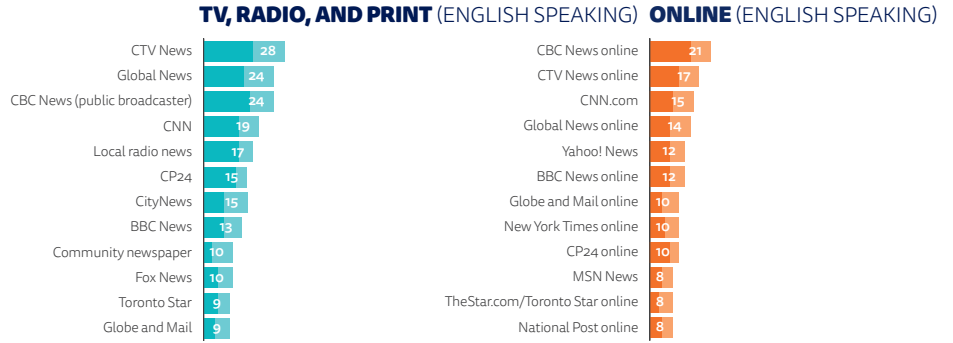 TV, RADIO, AND PRINT (ENGLISH SPEAKING)
CTV News 28
Global News 24
CBC News (public broadcaster) 24
CNN 19
Local radio news 17
CP24 15
CityNews 15
BBC News 13
Community newspaper 10
Fox News 10
Toronto Star 9
Globe and Mail 9
ONLINE (ENGLISH SPEAKING)
CBC News online 21
CTV News online 17
CNN.com 15
Global News online 14
Yahoo! News 12
BBC News online 12
Globe and Mail online 10
New York Times online 10
CP24 online 10
MSN News 8
TheStar.com/Toronto Star online 8
National Post online 8